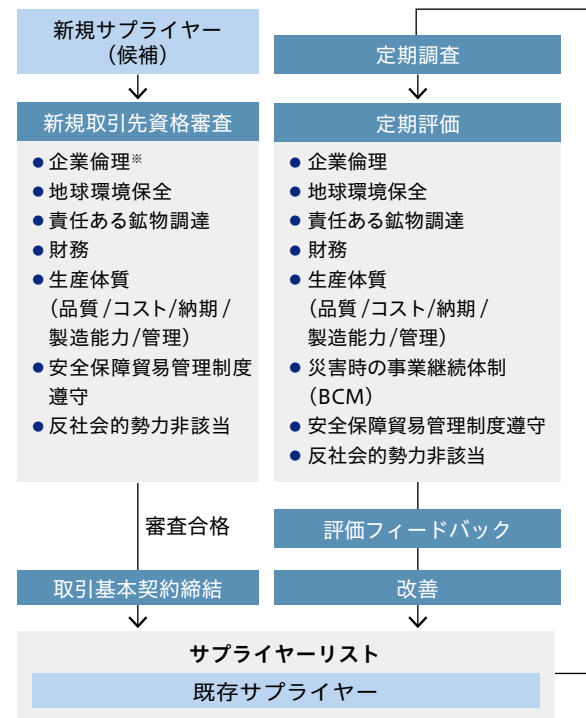 新規サプライヤー
（候補）
新規取引先資格審査
● 企業倫理※
● 地球環境保全
● 責任ある鉱物調達
● 財務
● 生産体質
（品質/コスト/納期/
製造能力/管理）
● 安全保障貿易管理制度
遵守
● 反社会的勢力非該当
審査合格
取引基本契約締結
定期調査
定期評価
● 企業倫理
● 地球環境保全
● 責任ある鉱物調達
● 財務
● 生産体質
（品質/コスト/納期/
製造能力/管理）
● 災害時の事業継続体制
（BCM）
● 安全保障貿易管理制度遵守
● 反社会的勢力非該当
評価フィードバック
改善
サプライヤーリスト
既存サプライヤー